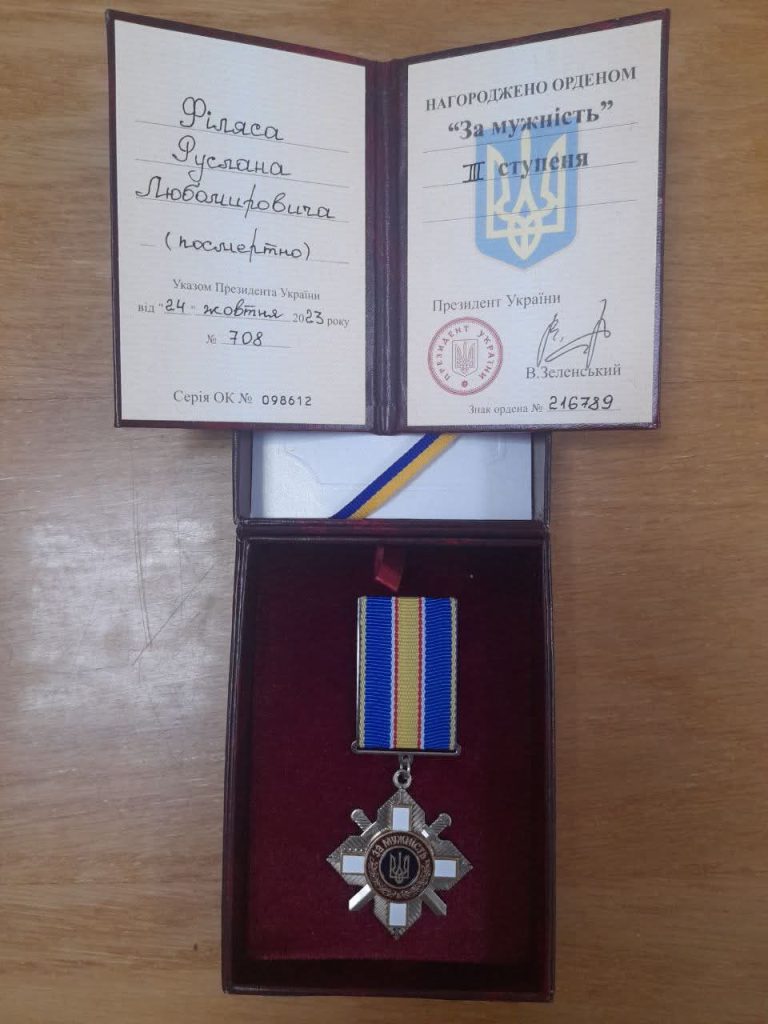 Філяса
Руслана
Любомировича
(посмертно)
Указом Президента України
від "24" жовтня 2023 року
№ 708
Серія ОК № 098612
НАГОРОДЖЕНО ОРДЕНОМ
“За мужність”
III ступеня
Президент України
ПРЕЗИДЕНТ УКРАЇНИ
В.Зеленський
Знак ордена № 216789
ЗА МУЖНІСТЬ